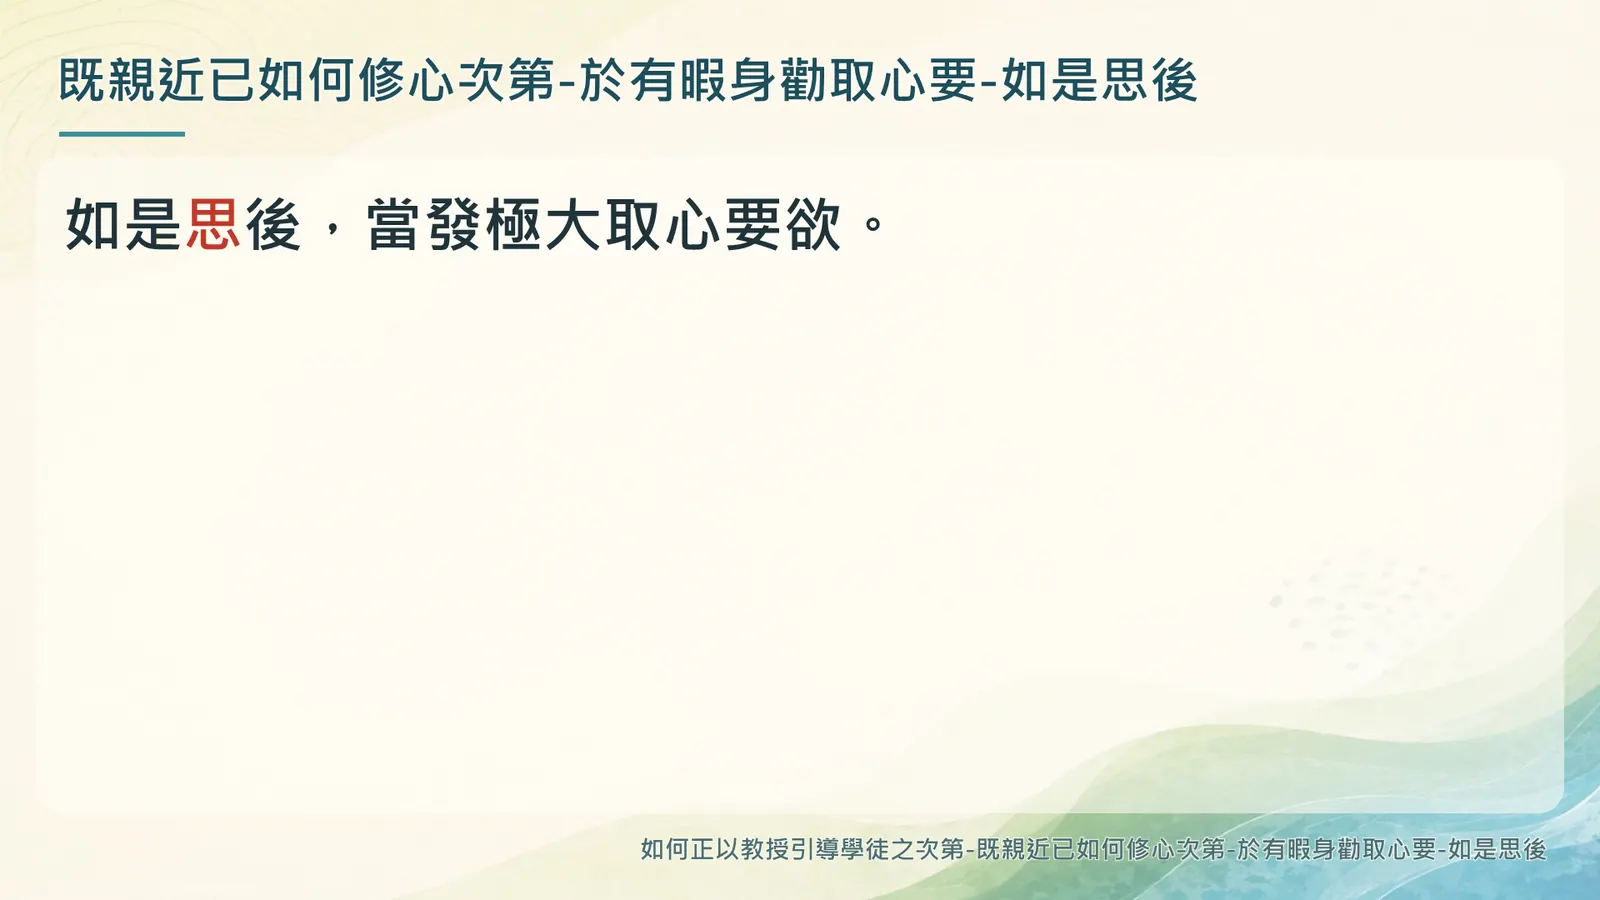 既親近已如何修心次第-於有暇身勸取心要-如是思後
如是思後，當發極大取心要欲。
如何正以教授引導學徒之次第-既親近已如何修心次第-於有暇身勸取心要-如是思後